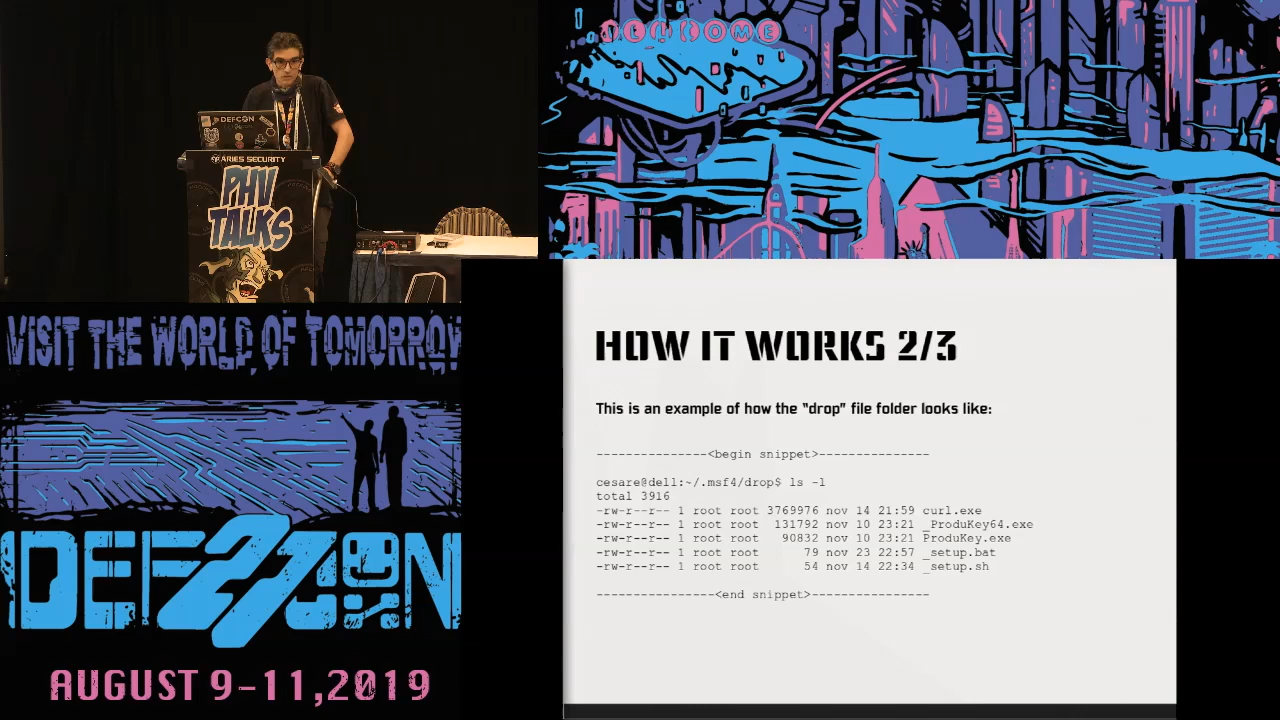 WELCOME
DEFCON
ARIES SECURITY
PHV
TALKS
VISIT THE WORLD OF TOMORROW
DEFCON
27
AUGUST 9-11,2019
HOW IT WORKS 2/3
This is an example of how the "drop" file folder looks like:
---------------<begin snippet>---------------
cesare@dell:~/.msf4/drop$ ls -l
total 3916
-rw-r--r-- 1 root root 3769976 nov 14 21:59 curl.exe
-rw-r--r-- 1 root root  131792 nov 10 23:21 _ProduKey64.exe
-rw-r--r-- 1 root root   90832 nov 10 23:21 ProduKey.exe
-rw-r--r-- 1 root root      79 nov 23 22:57 _setup.bat
-rw-r--r-- 1 root root      54 nov 14 22:34 _setup.sh
----------------<end snippet>----------------